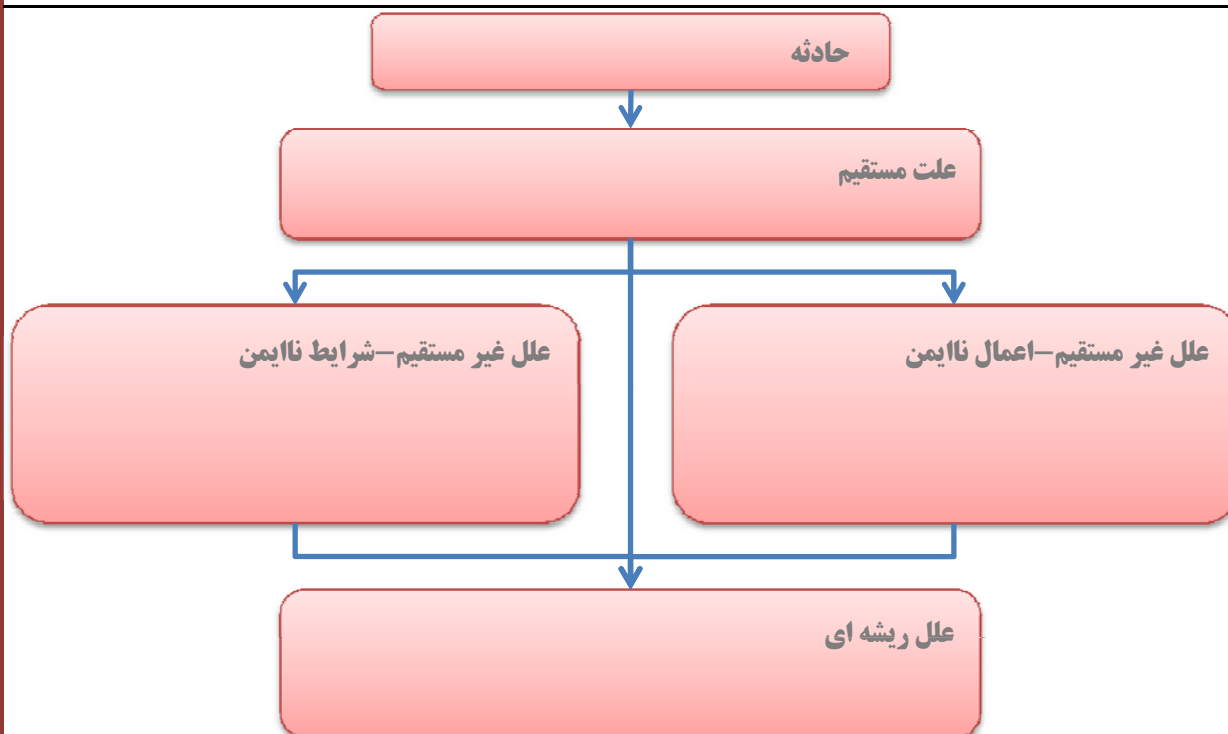 حادثه
علت مستقیم
علل غیر مستقیم-اعمال ناایمن
علل غیر مستقیم-شرایط ناایمن
علل ریشه ای